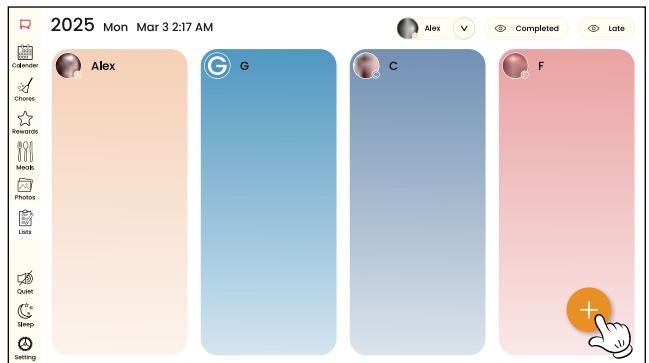 2025 Mon Mar 3 2:17 AM
Alex
Completed
Late
Calender
Chores
Rewards
Meals
Photos
Lists
Quiet
Sleep
Setting
Alex
G
G
C
F